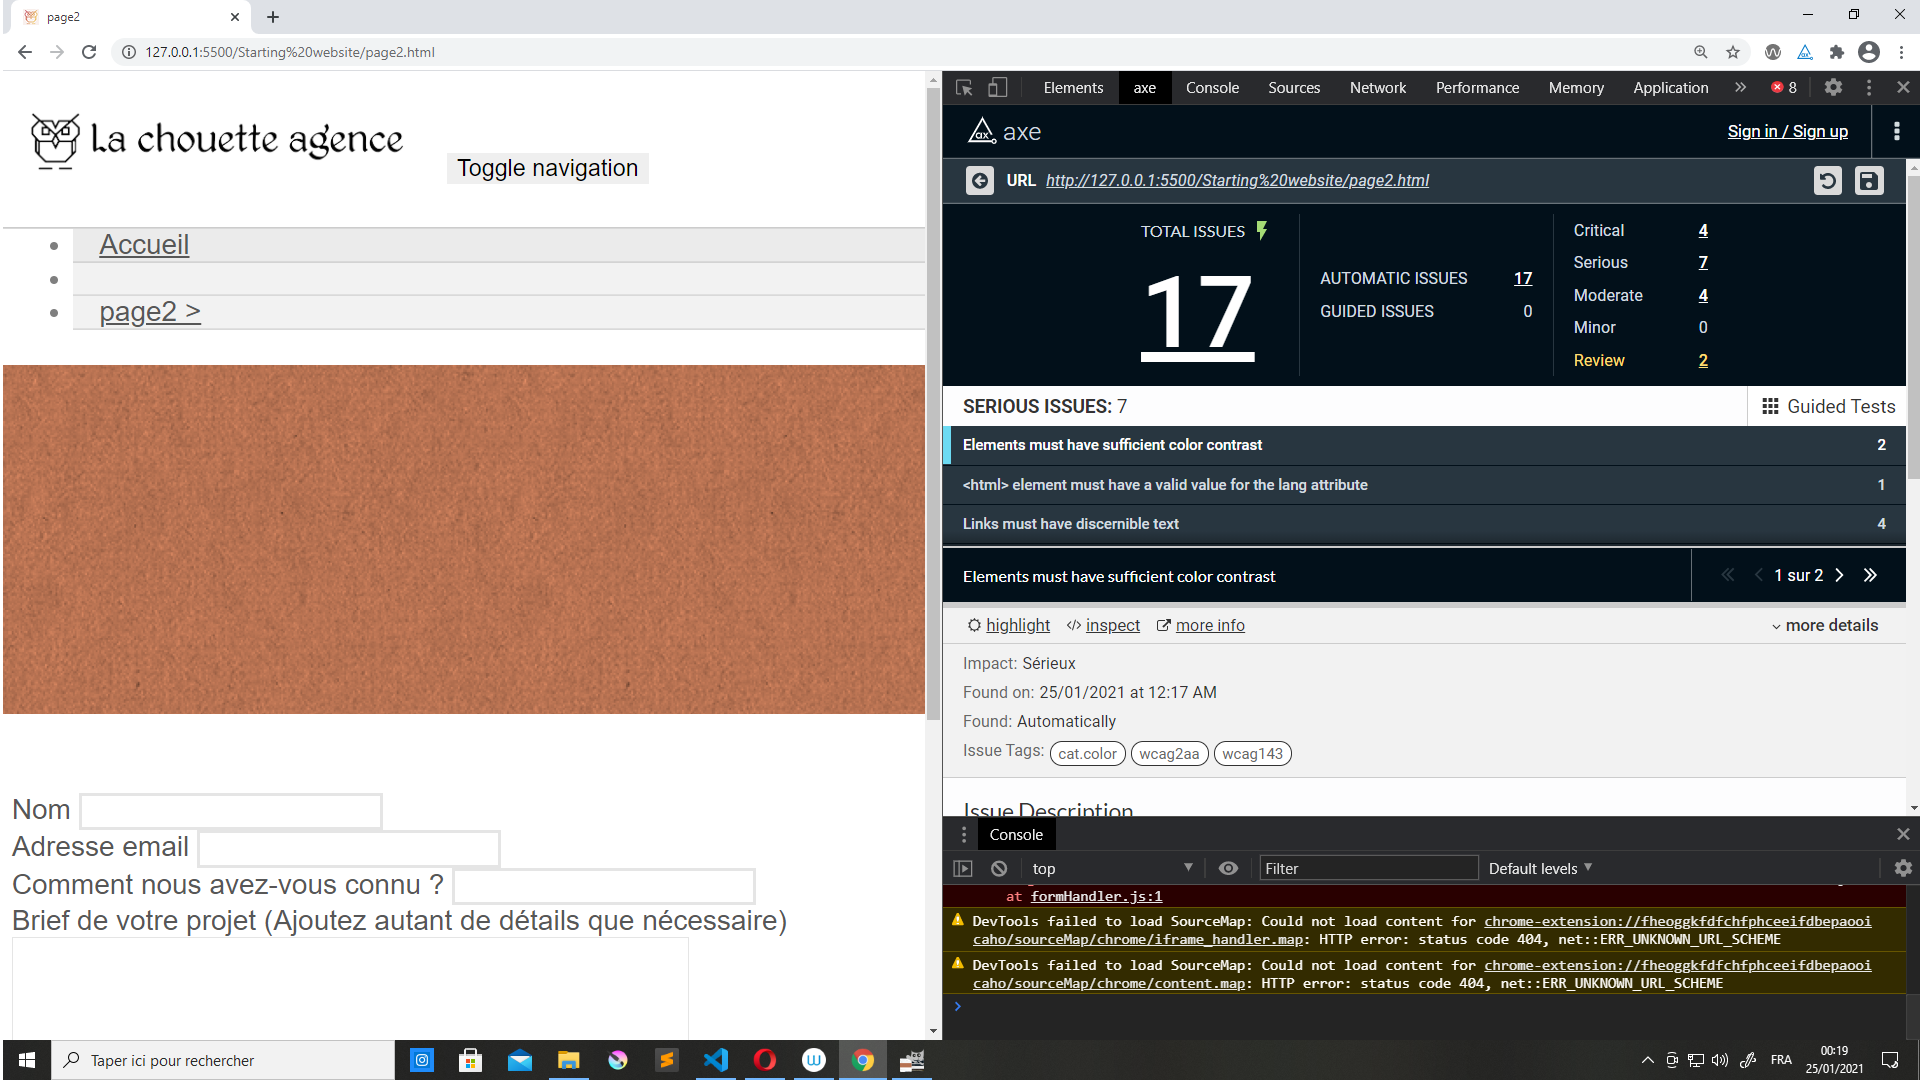 page2
127.0.0.1:5500/Starting%20website/page2.html
La chouette agence
Toggle navigation
Accueil
page2 >
Nom
Adresse email
Comment nous avez-vous connu ?
Brief de votre projet (Ajoutez autant de détails que nécessaire)
Elements axe Console Sources Network Performance Memory Application » 8
axe
Sign in / Sign up
URL http://127.0.0.1:5500/Starting%20website/page2.html
TOTAL ISSUES
17
AUTOMATIC ISSUES 17
GUIDED ISSUES 0
Critical 4
Serious 7
Moderate 4
Minor 0
Review 2
SERIOUS ISSUES: 7
Guided Tests
Elements must have sufficient color contrast 2
<html> element must have a valid value for the lang attribute 1
Links must have discernible text 4
Elements must have sufficient color contrast
1 sur 2
highlight </> inspect more info
more details
Impact: Sérieux
Found on: 25/01/2021 at 12:17 AM
Found: Automatically
Issue Tags: cat.color wcag2aa wcag143
Issue Description
Console
top
Filter
Default levels
at formHandler.js:1
DevTools failed to load SourceMap: Could not load content for chrome-extension://fheoggkfdfchfphceeifdbepaooi
caho/sourceMap/chrome/iframe_handler.map: HTTP error: status code 404, net::ERR_UNKNOWN_URL_SCHEME
DevTools failed to load SourceMap: Could not load content for chrome-extension://fheoggkfdfchfphceeifdbepaooi
caho/sourceMap/chrome/content.map: HTTP error: status code 404, net::ERR_UNKNOWN_URL_SCHEME
Taper ici pour rechercher
FRA
00:19
25/01/2021